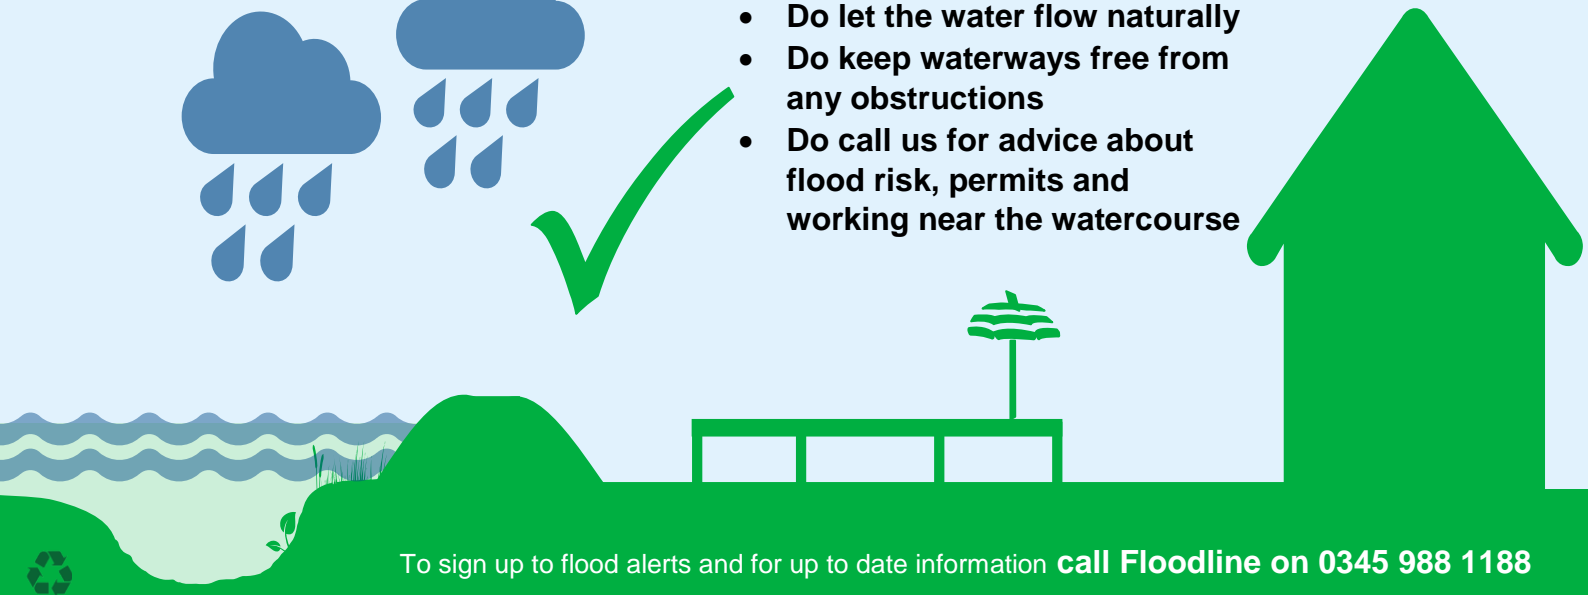 • Do let the water flow naturally
• Do keep waterways free from
any obstructions
• Do call us for advice about
flood risk, permits and
working near the watercourse
To sign up to flood alerts and for up to date information call Floodline on 0345 988 1188